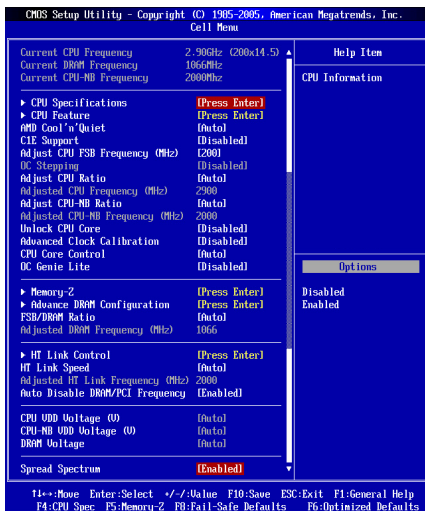 CMOS Setup Utility - Copyright (C) 1985-2005, American Megatrends, Inc.
Cell Menu
Current CPU Frequency 2.90GHz (200x14.5)
Current DRAM Frequency 1066MHz
Current CPU-NB Frequency 2000Mhz
▶ CPU Specifications [Press Enter]
▶ CPU Feature [Press Enter]
AMD Cool'n'Quiet [Auto]
C1E Support [Disabled]
Adjust CPU FSB Frequency (MHz) [200]
OC Stepping [Disabled]
Adjust CPU Ratio [Auto]
Adjusted CPU Frequency (MHz) 2900
Adjust CPU-NB Ratio [Auto]
Adjusted CPU-NB Frequency (MHz) 2000
Unlock CPU Core [Disabled]
Advanced Clock Calibration [Disabled]
CPU Core Control [Auto]
OC Genie Lite [Disabled]
▶ Memory-Z [Press Enter]
▶ Advance DRAM Configuration [Press Enter]
FSB/DRAM Ratio [Auto]
Adjusted DRAM Frequency (MHz) 1066
▶ HT Link Control [Press Enter]
HT Link Speed [Auto]
Adjusted HT Link Frequency (MHz) 2000
Auto Disable DRAM/PCI Frequency [Enabled]
CPU VDD Voltage (V) [Auto]
CPU-NB VDD Voltage (V) [Auto]
DRAM Voltage [Auto]
Spread Spectrum [Enabled]
Help Item
CPU Information
Options
Disabled
Enabled
↑↓↔:Move Enter:Select +/-/:Value F10:Save ESC:Exit F1:General Help
F4:CPU Spec F5:Memory-Z F8:Fail-Safe Defaults F6:Optimized Defaults